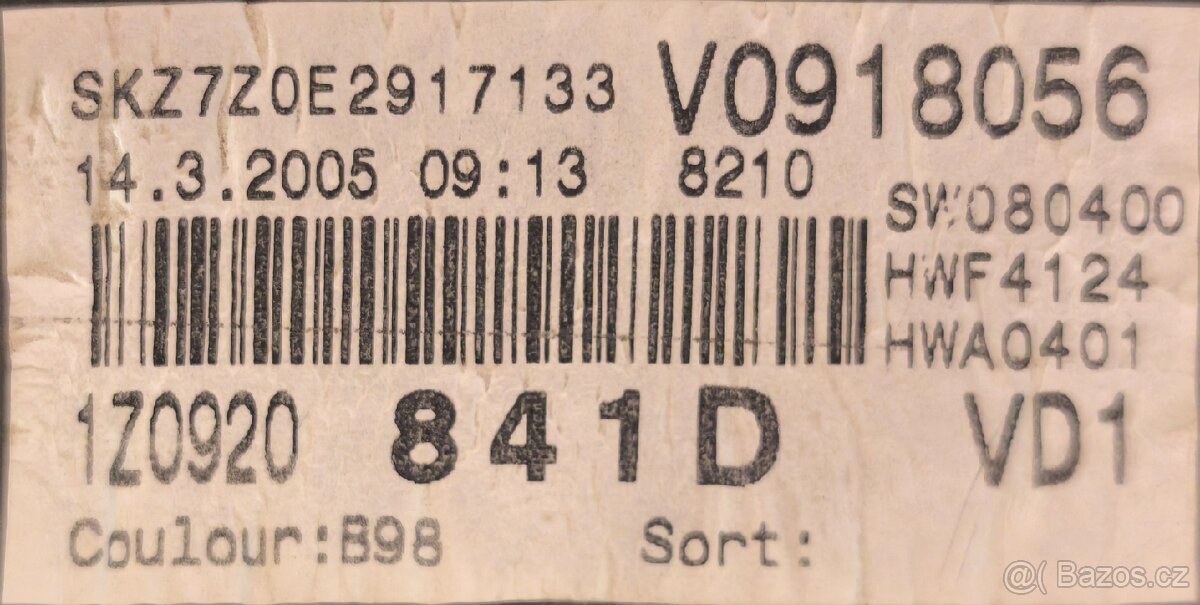 SKZ7Z0E2917133 V0918056
14.3.2005 09:13 8210
SW080400
HWF4124
HWA0401
1Z0920 841D VD1
Coulour:B98 Sort:
@( Bazos.cz